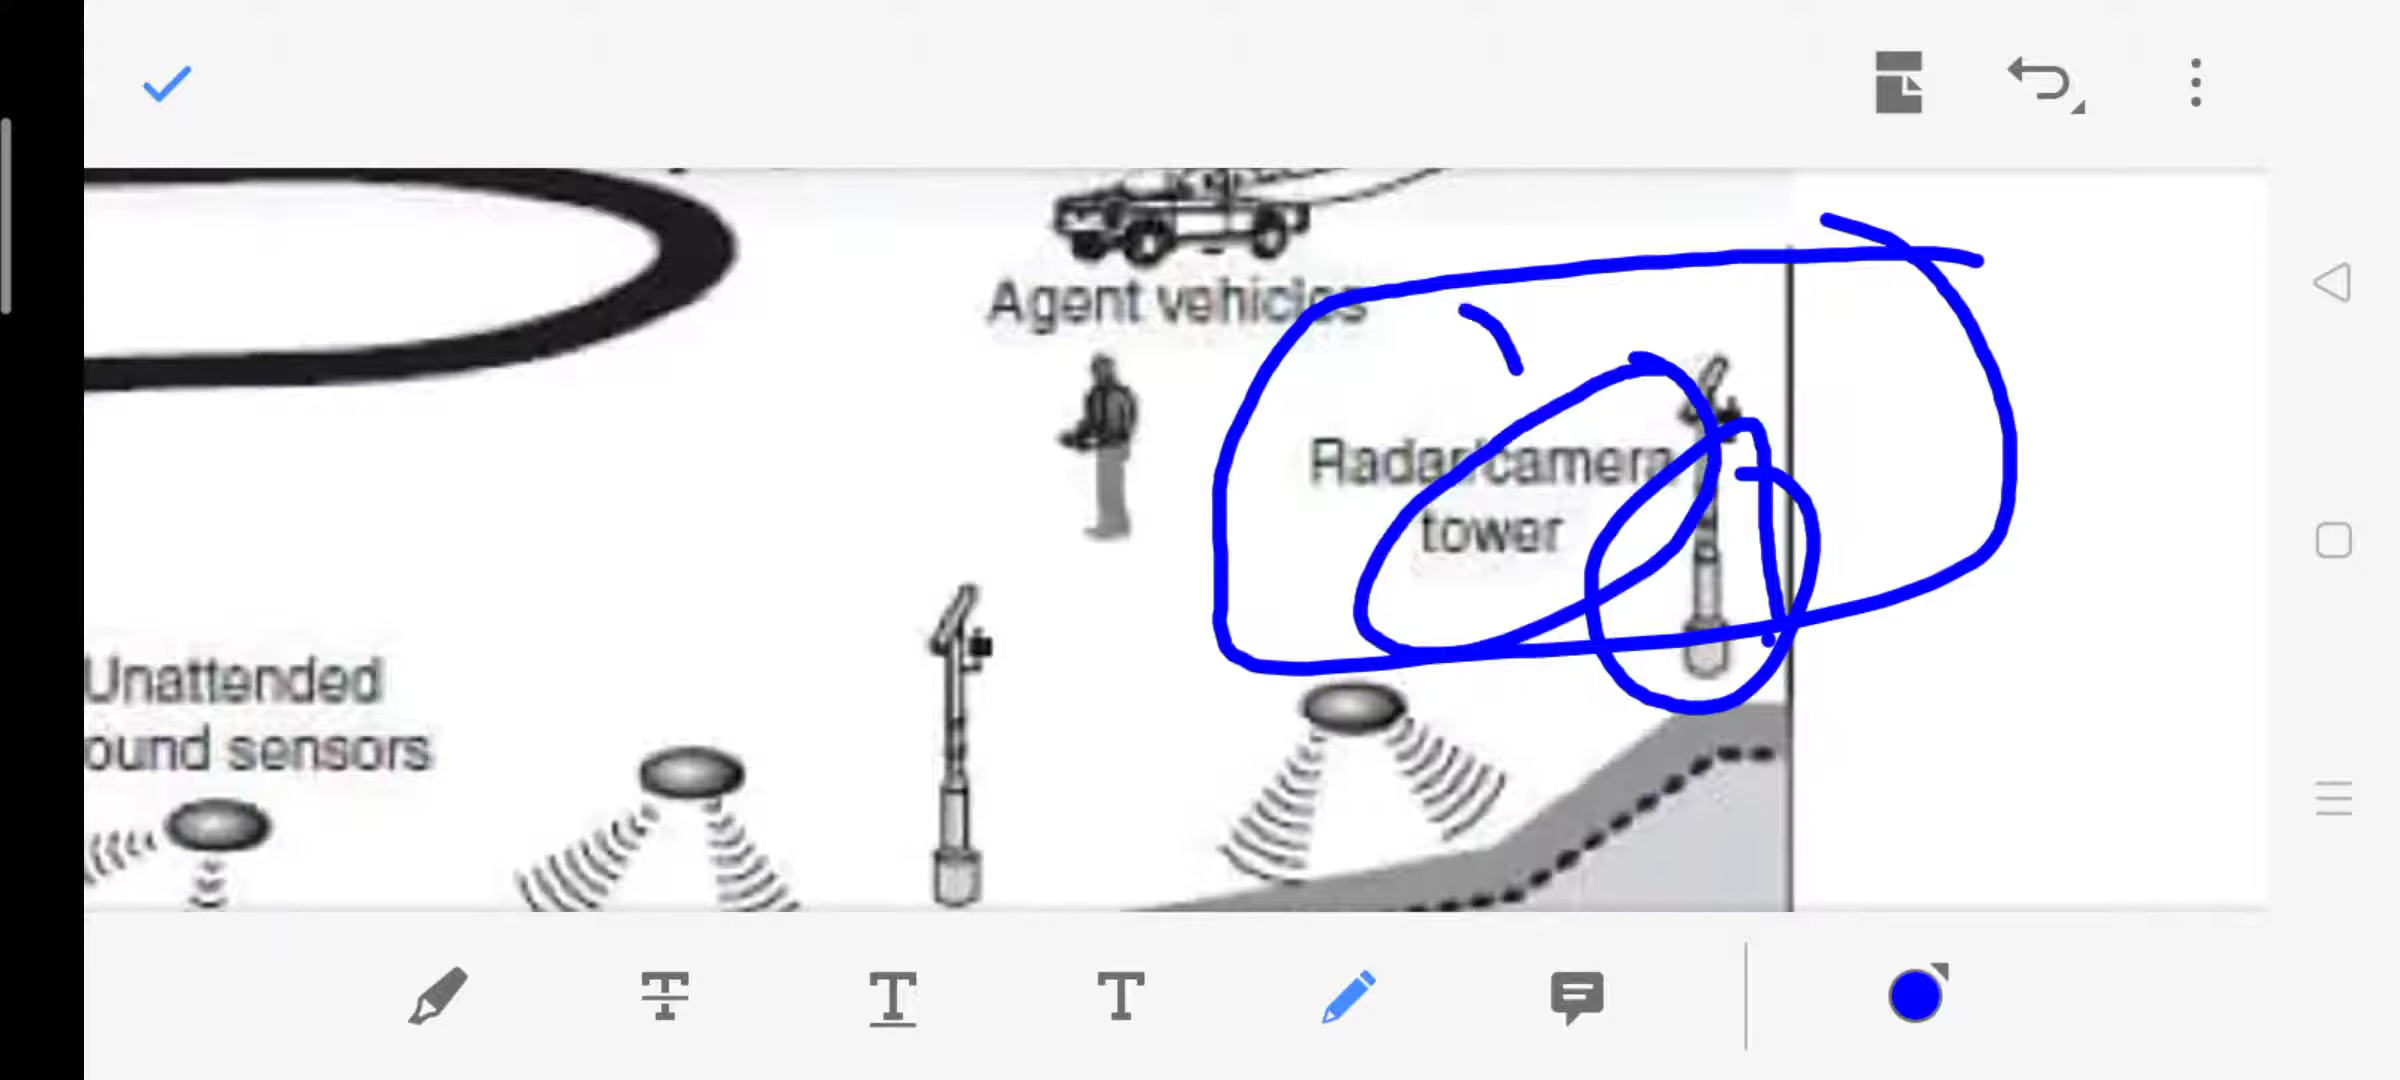 Agent vehicles
Radar/camera
tower
Unattended
ound sensors